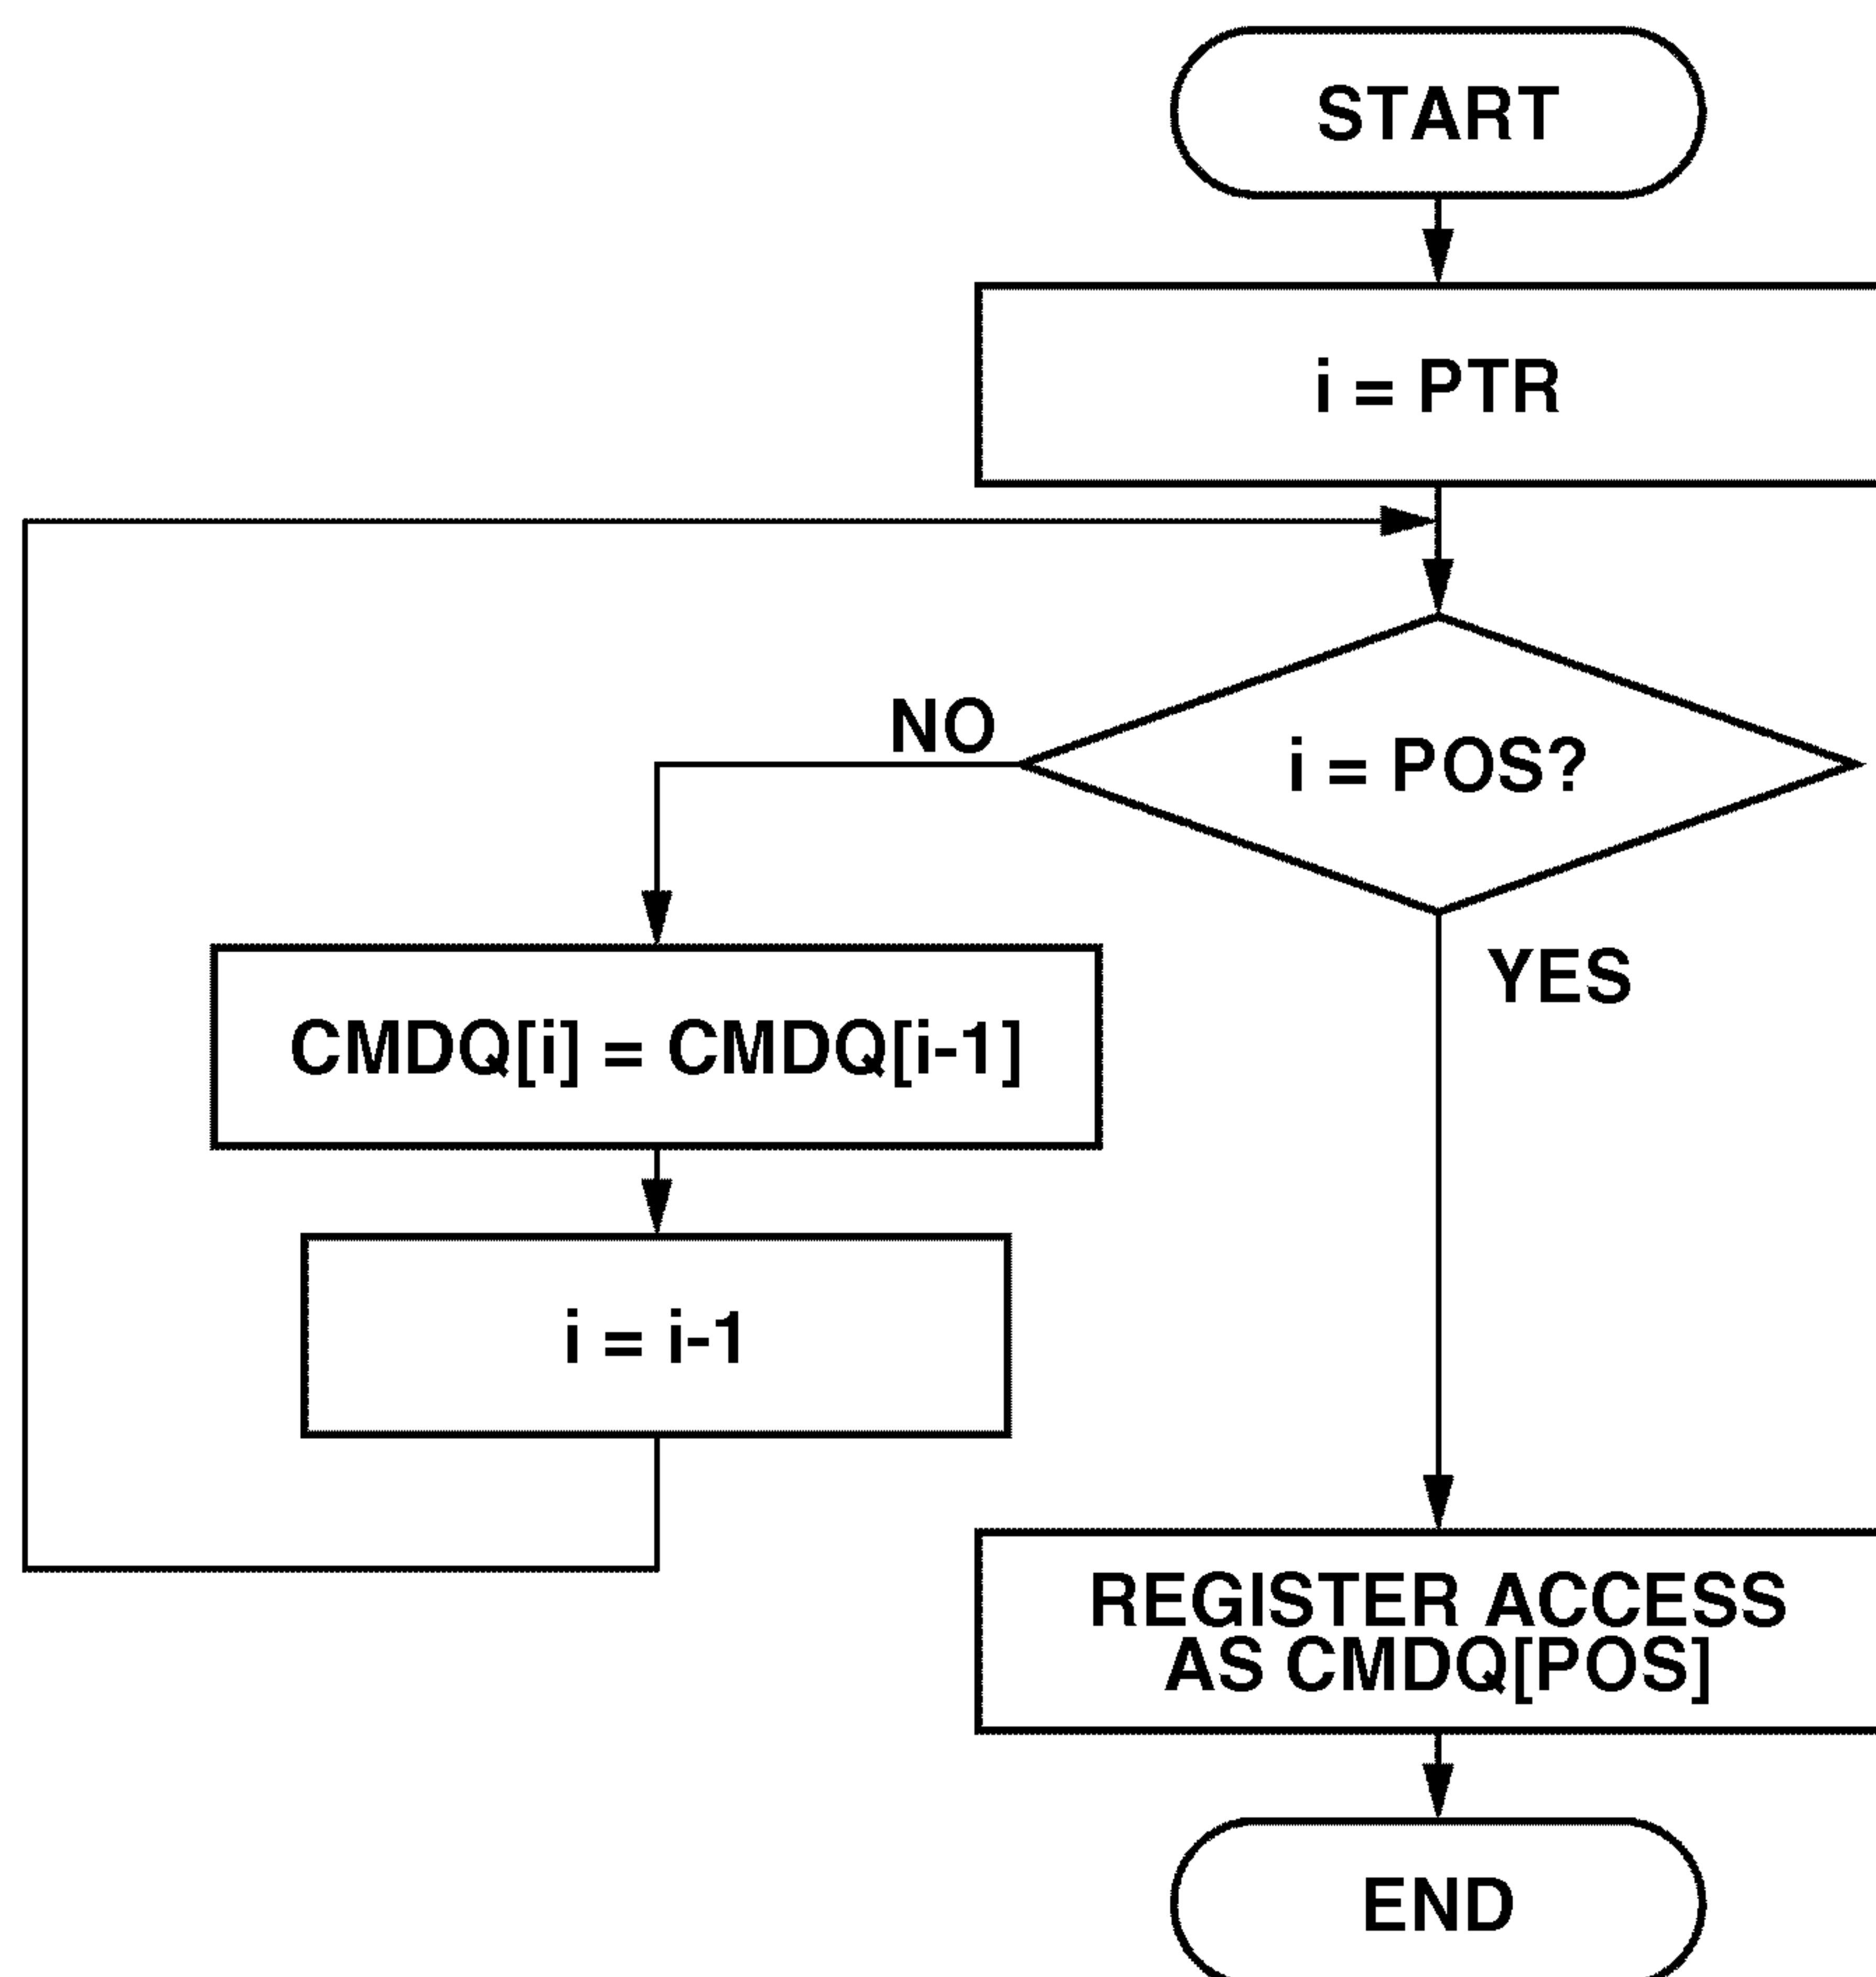 START
i = PTR
i = POS?
NO
YES
CMDQ[i] = CMDQ[i-1]
i = i-1
REGISTER ACCESS
AS CMDQ[POS]
END